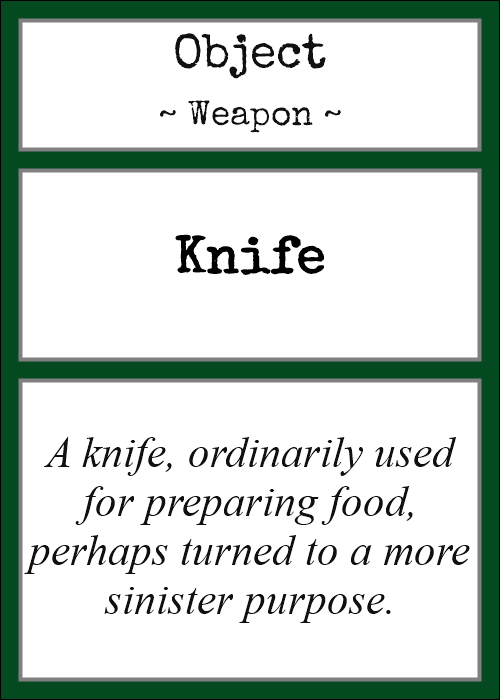 Object
~ Weapon ~
Knife
A knife, ordinarily used
for preparing food,
perhaps turned to a more
sinister purpose.